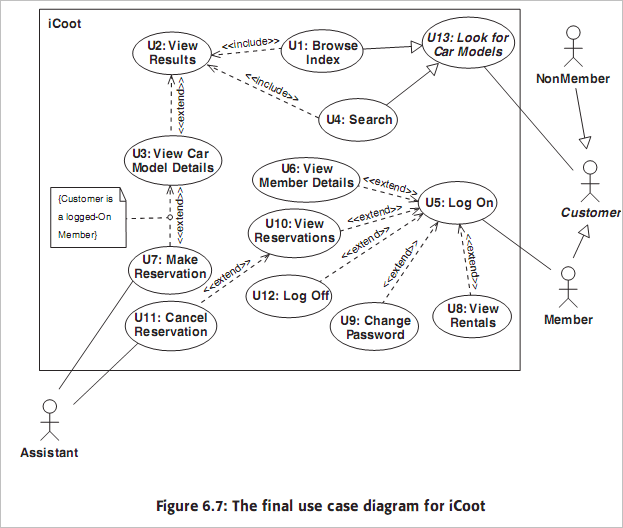 iCoot
U2: View
Results
<<include>>
U1: Browse
Index
U13: Look for
Car Models
NonMember
<<include>>
<<extend>>
U4: Search
U3: View Car
Model Details
U6: View
Member Details
<<extend>>
U5: Log On
Customer
{Customer is
a logged-On
Member}
<<extend>>
U10: View
Reservations
<<extend>>
<<extend>>
U7: Make
Reservation
<<extend>>
U12: Log Off
<<extend>>
<<extend>>
U11: Cancel
Reservation
U9: Change
Password
U8: View
Rentals
Member
Assistant
Figure 6.7: The final use case diagram for iCoot